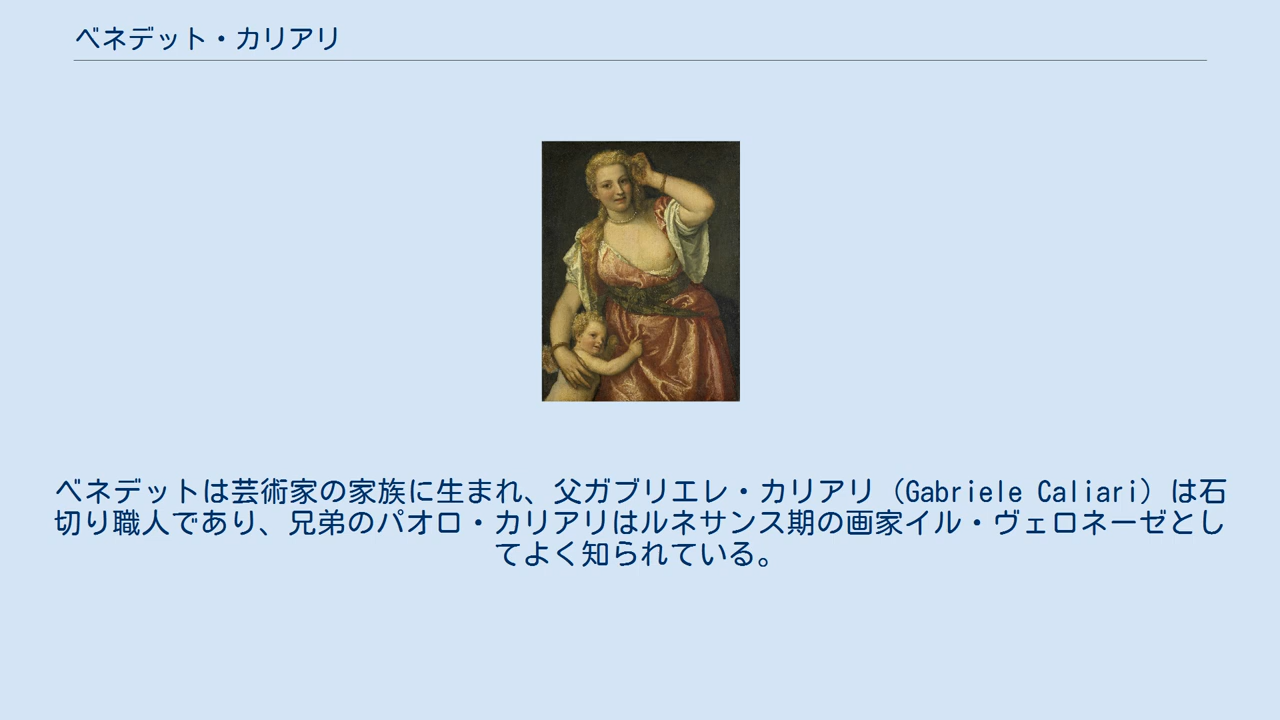 ベネデット・カリアリ
ベネデットは芸術家の家族に生まれ、父ガブリエレ・カリアリ（Gabriele Caliari）は石
切り職人であり、兄弟のパオロ・カリアリはルネサンス期の画家イル・ヴェロネーゼとし
てよく知られている。